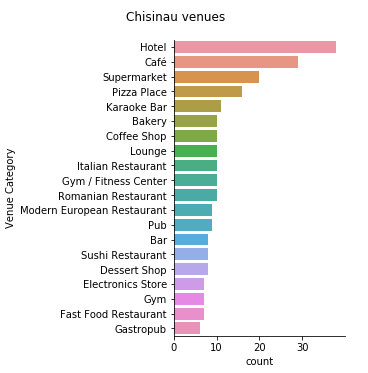 Chisinau venues
Venue Category
Hotel
Café
Supermarket
Pizza Place
Karaoke Bar
Bakery
Coffee Shop
Lounge
Italian Restaurant
Gym / Fitness Center
Romanian Restaurant
Modern European Restaurant
Pub
Bar
Sushi Restaurant
Dessert Shop
Electronics Store
Gym
Fast Food Restaurant
Gastropub
0 10 20 30
count